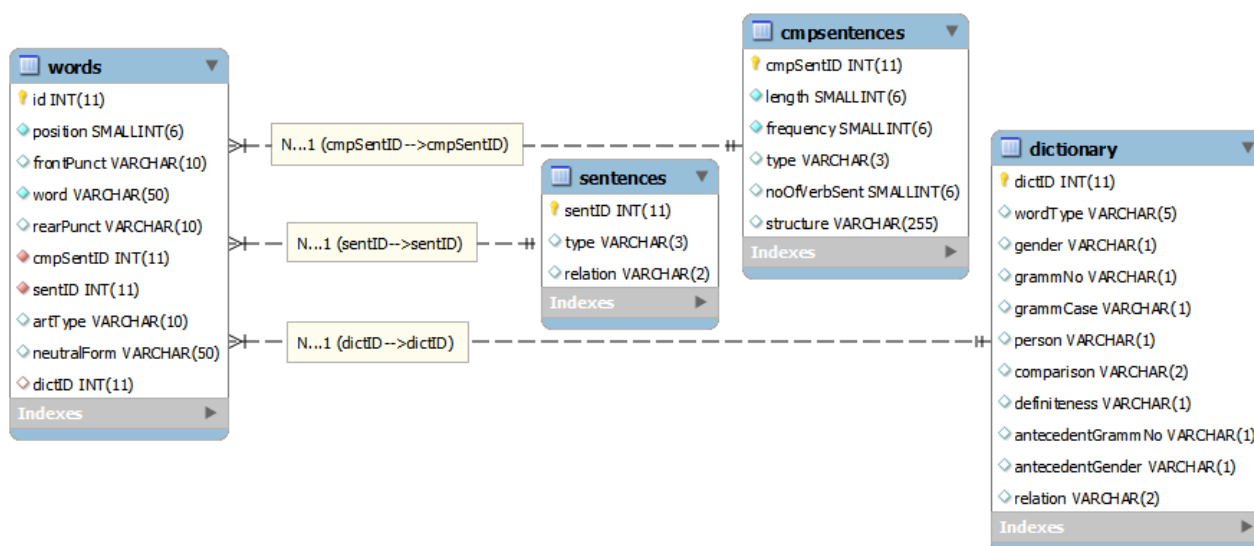 words
id INT(11)
position SMALLINT(6)
frontPunct VARCHAR(10)
word VARCHAR(50)
rearPunct VARCHAR(10)
cmpSentID INT(11)
sentID INT(11)
artType VARCHAR(10)
neutralForm VARCHAR(50)
dictID INT(11)
Indexes
N...1 (cmpSentID-->cmpSentID)
N...1 (sentID-->sentID)
N...1 (dictID-->dictID)
sentences
sentID INT(11)
type VARCHAR(3)
relation VARCHAR(2)
Indexes
cmpsentences
cmpSentID INT(11)
length SMALLINT(6)
frequency SMALLINT(6)
type VARCHAR(3)
noOfVerbSent SMALLINT(6)
structure VARCHAR(255)
Indexes
dictionary
dictID INT(11)
wordType VARCHAR(5)
gender VARCHAR(1)
grammNo VARCHAR(1)
grammCase VARCHAR(1)
person VARCHAR(1)
comparison VARCHAR(2)
definiteness VARCHAR(1)
antecedentGrammNo VARCHAR(1)
antecedentGender VARCHAR(1)
relation VARCHAR(2)
Indexes